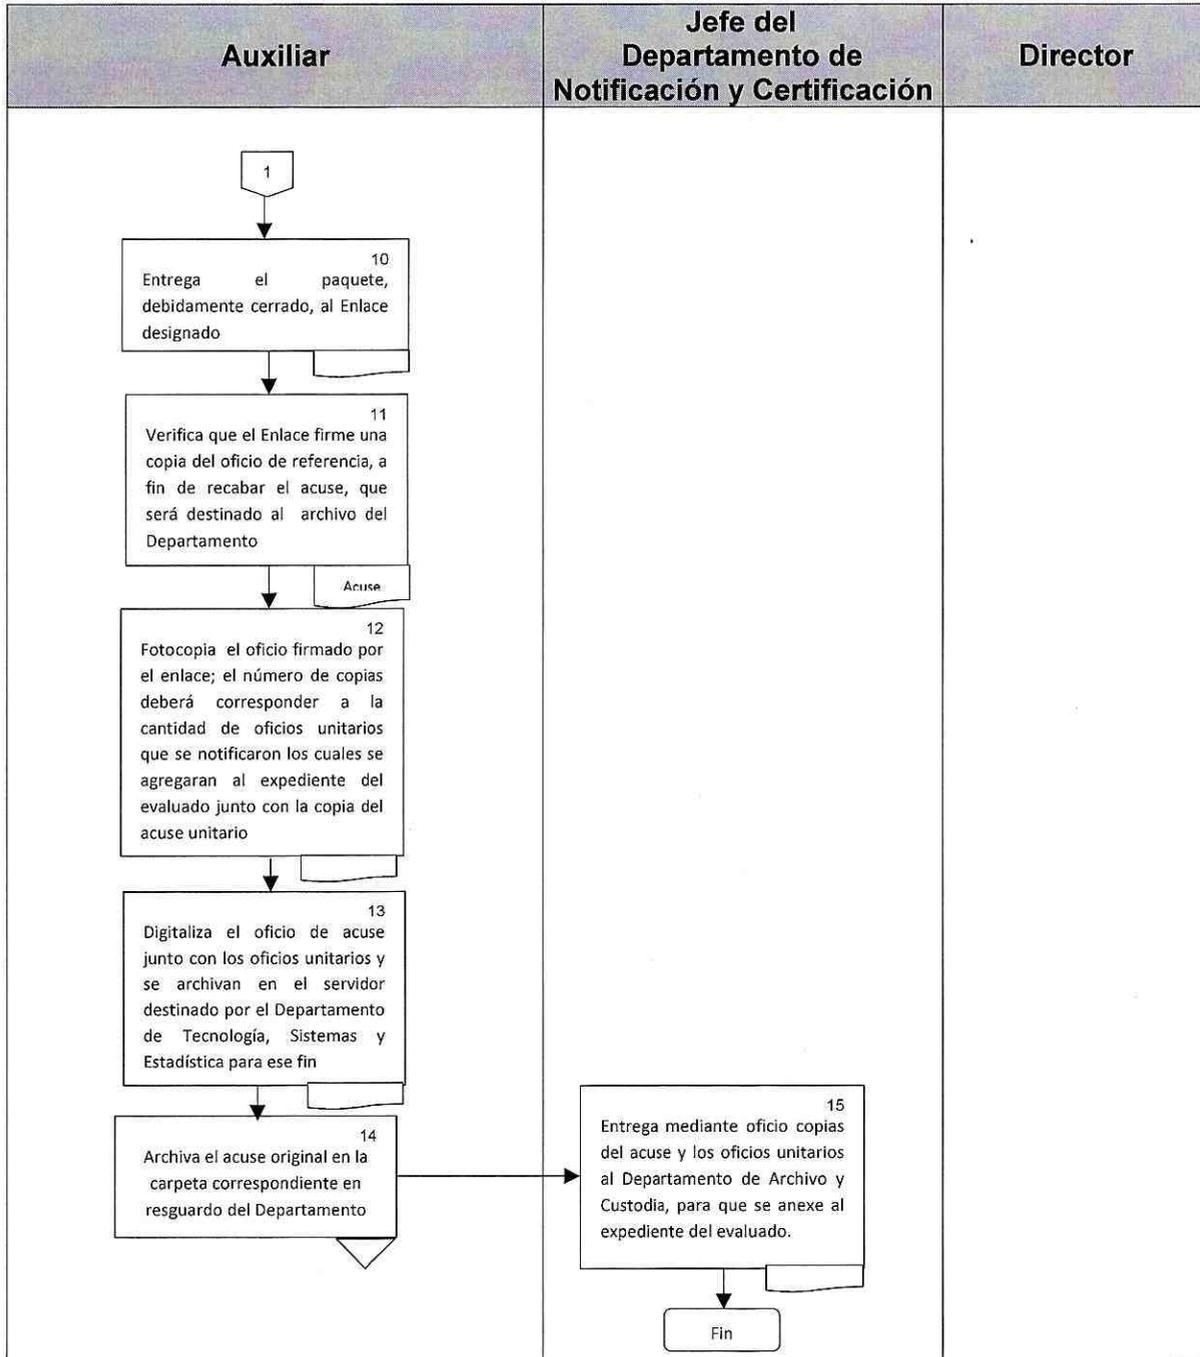 Auxiliar
Jefe del
Departamento de
Notificación y Certificación
Director
1
10
Entrega el paquete,
debidamente cerrado, al Enlace
designado
11
Verifica que el Enlace firme una
copia del oficio de referencia, a
fin de recabar el acuse, que
será destinado al archivo del
Departamento
Acuse
12
Fotocopia el oficio firmado por
el enlace; el número de copias
deberá corresponder a la
cantidad de oficios unitarios
que se notificaron los cuales se
agregaran al expediente del
evaluado junto con la copia del
acuse unitario
13
Digitaliza el oficio de acuse
junto con los oficios unitarios y
se archivan en el servidor
destinado por el Departamento
de Tecnología, Sistemas y
Estadística para ese fin
14
Archiva el acuse original en la
carpeta correspondiente en
resguardo del Departamento
15
Entrega mediante oficio copias
del acuse y los oficios unitarios
al Departamento de Archivo y
Custodia, para que se anexe al
expediente del evaluado.
Fin